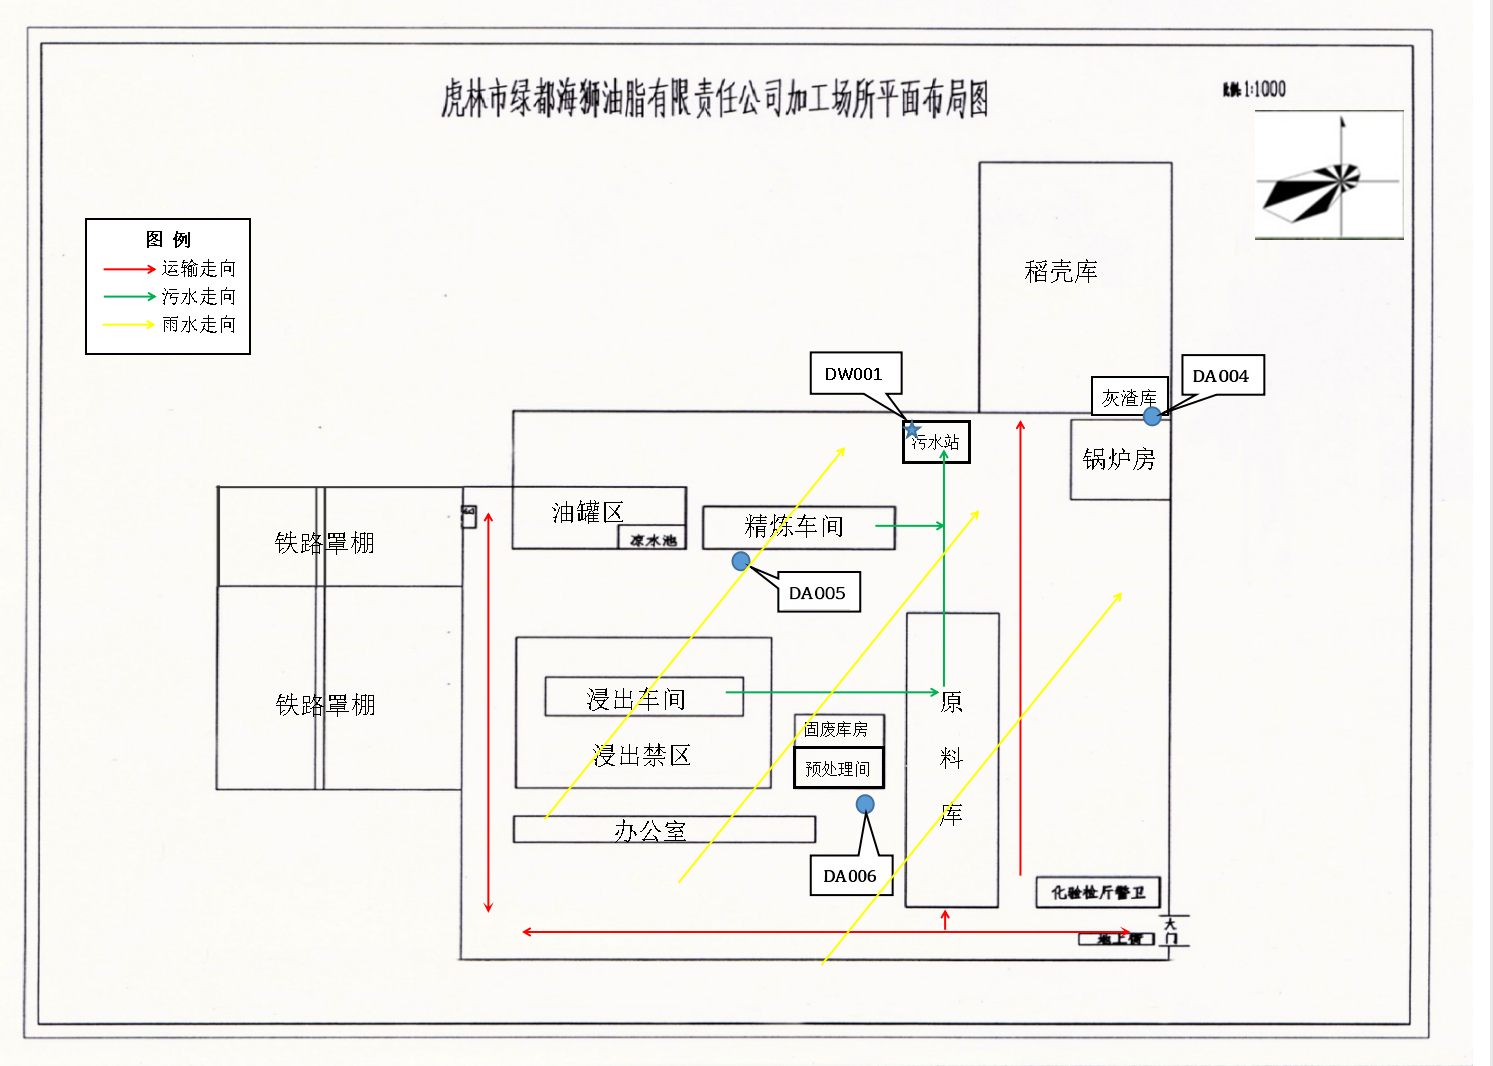 虎林市绿都海狮油脂有限责任公司加工场所平面布局图
比例1:1000
图 例
运输走向
污水走向
雨水走向
稻壳库
DW001
DA004
灰渣库
污水站
锅炉房
油罐区
凉水池
精炼车间
铁路罩棚
DA005
铁路罩棚
浸出车间
浸出禁区
固废库房
预处理间
原
料
库
办公室
DA006
化验检斤警卫
大
门